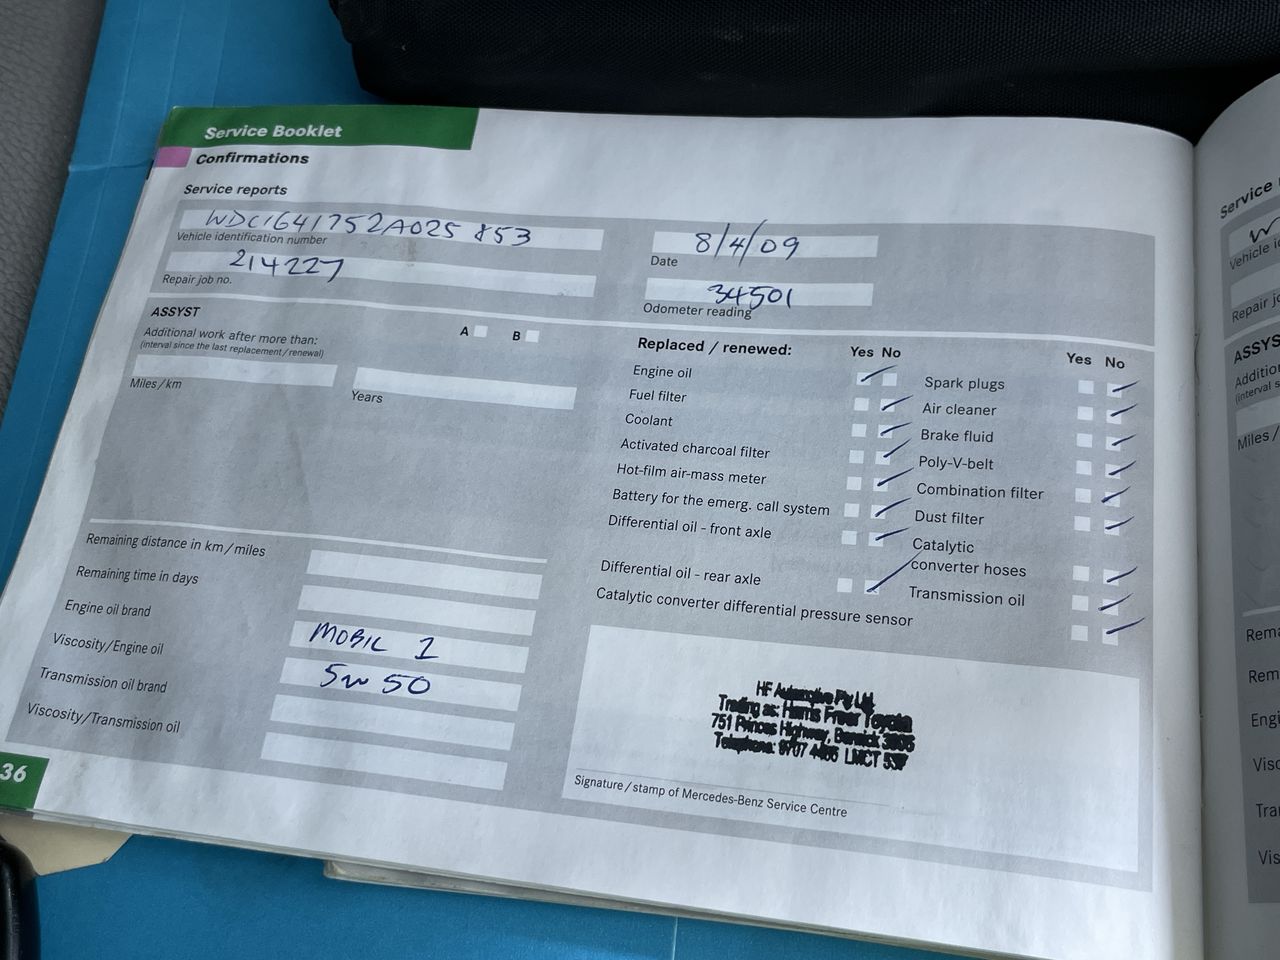 Service Booklet
Confirmations
Service reports
WDC1641752A025853
Vehicle identification number
8/4/09
Date
214227
Repair job no.
34501
Odometer reading
ASSYST
Additional work after more than:
(interval since the last replacement/renewal)
A
B
Miles/km
Years
Replaced / renewed:
Yes No
Yes No
Engine oil
Fuel filter
Coolant
Activated charcoal filter
Hot-film air-mass meter
Battery for the emerg. call system
Differential oil - front axle
Differential oil - rear axle
Catalytic converter differential pressure sensor
Spark plugs
Air cleaner
Brake fluid
Poly-V-belt
Combination filter
Dust filter
Catalytic
converter hoses
Transmission oil
Remaining distance in km/miles
Remaining time in days
Engine oil brand
MOBIL 1
Viscosity/Engine oil
5w 50
Transmission oil brand
Viscosity/Transmission oil
HF Automotive Pty Ltd.
Trading as:
Toyota
751 Princes Highway, Berwick
Telephone: 9707 LMCT
Signature/stamp of Mercedes-Benz Service Centre
36
Service
Repair
ASSYS
Miles/